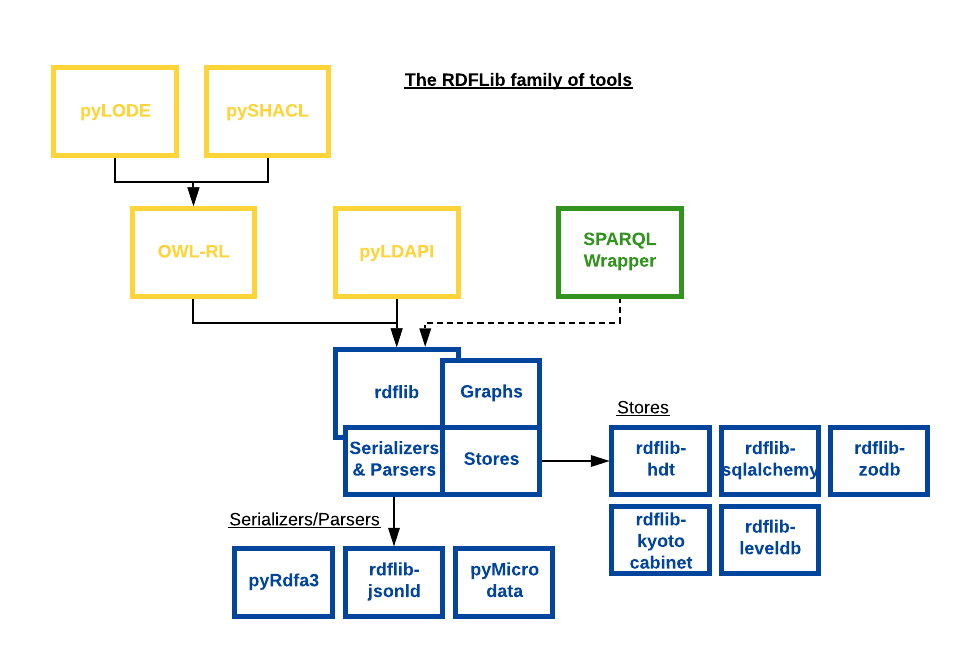 The RDFLib family of tools
pyLODE
pySHACL
OWL-RL
pyLDAPI
SPARQL
Wrapper
rdflib
Graphs
Serializers
& Parsers
Stores
Stores
rdflib-
hdt
rdflib-
sqlalchemy
rdflib-
zodb
rdflib-
kyoto
cabinet
rdflib-
leveldb
Serializers/Parsers
pyRdfa3
rdflib-
jsonld
pyMicro
data